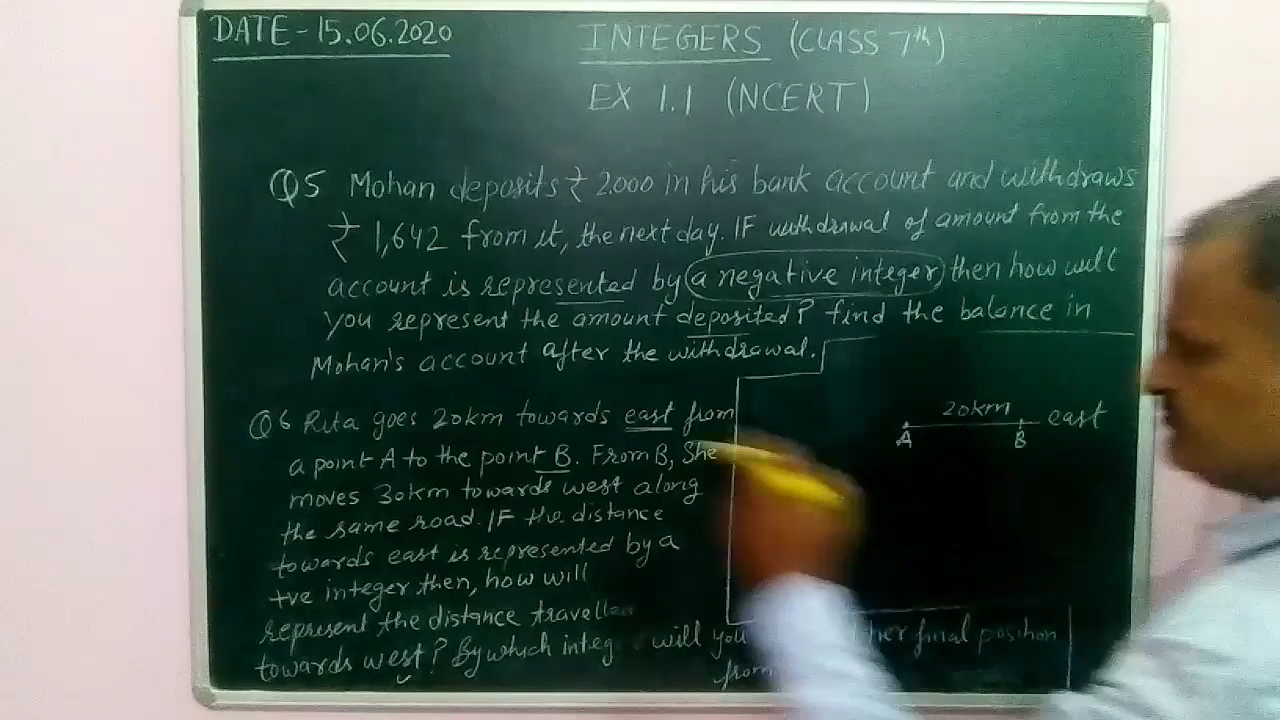 DATE - 15.06.2020
INTEGERS (CLASS 7th)
EX 1.1 (NCERT)
Q5 Mohan deposits ₹ 2000 in his bank account and withdraws
₹ 1,642 from it, the next day. IF withdrawal of amount from the
account is represented by a negative integer then how will
you represent the amount deposited? find the balance in
Mohan's account after the withdrawal.
Q6 Rita goes 20km towards east from
a point A to the point B. From B, She
moves 30km towards west along
the same road. IF the distance
towards east is represented by a
+ve integer then, how will
represent the distance
towards west? By which will you her final position
from
20km
A B east